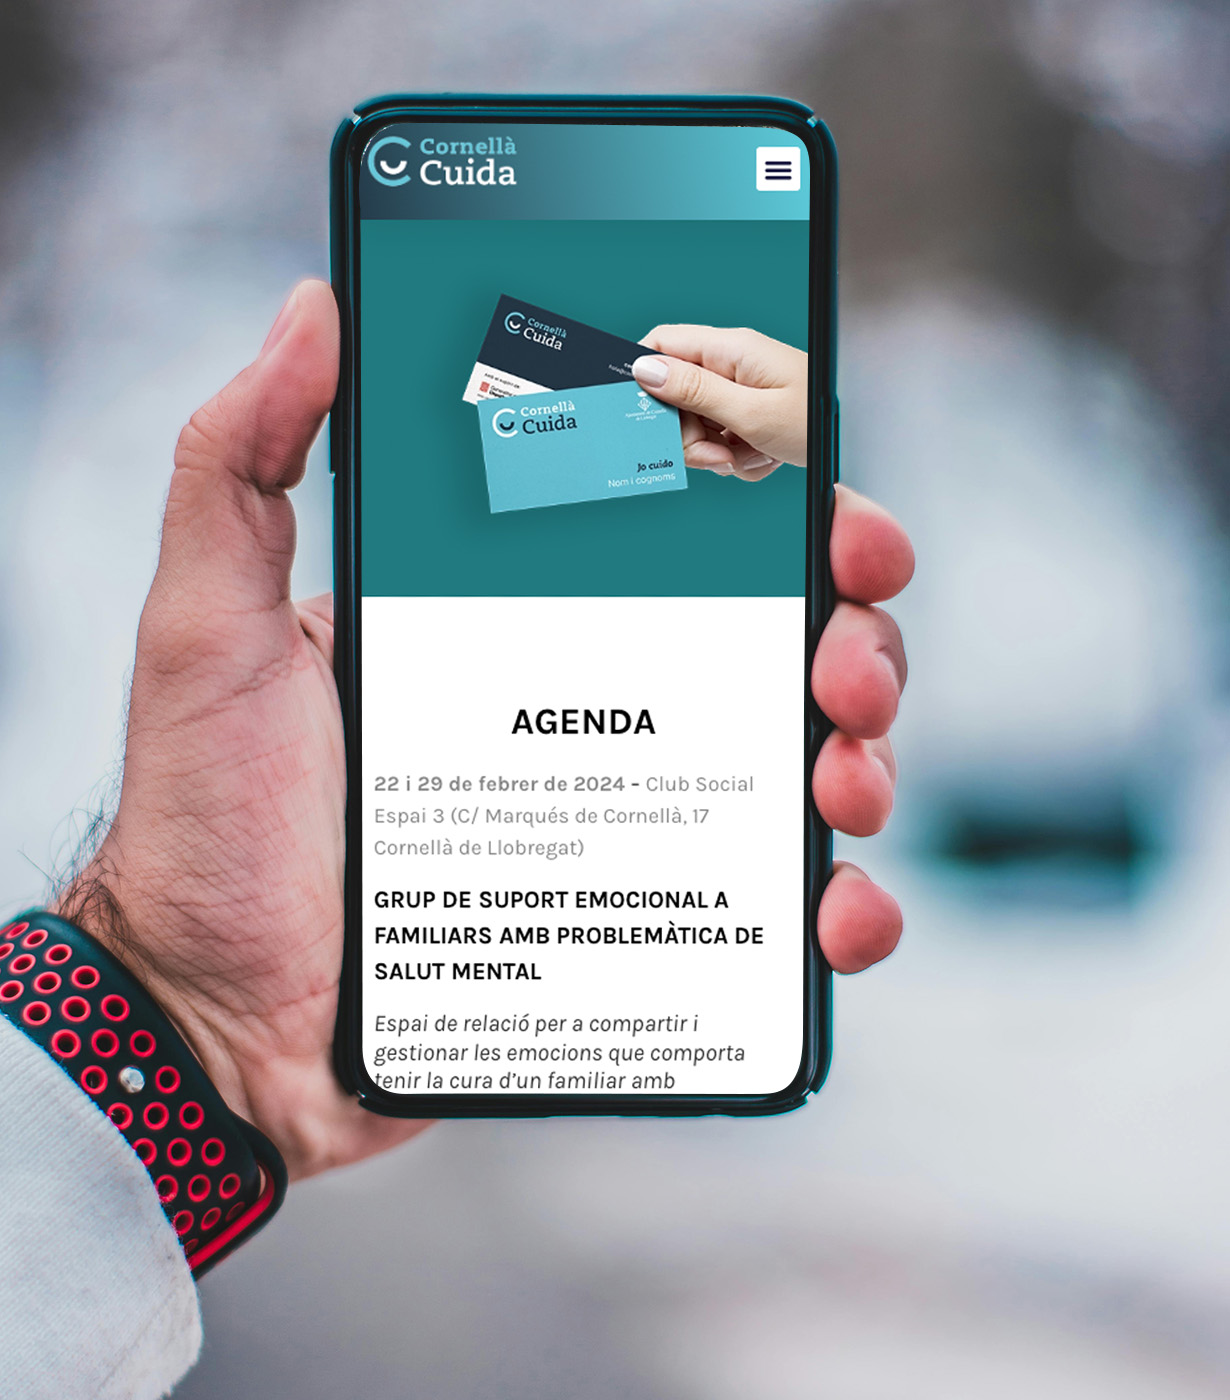 Cornellà
Cuida
Cornellà
Cuida
Cornellà
Cuida
Jo cuido
Nom i cognoms
AGENDA
22 i 29 de febrer de 2024 - Club Social
Espai 3 (C/ Marqués de Cornellà, 17
Cornellà de Llobregat)
GRUP DE SUPORT EMOCIONAL A
FAMILIARS AMB PROBLEMÀTICA DE
SALUT MENTAL
Espai de relació per a compartir i
gestionar les emocions que comporta
tenir la cura d’un familiar amb